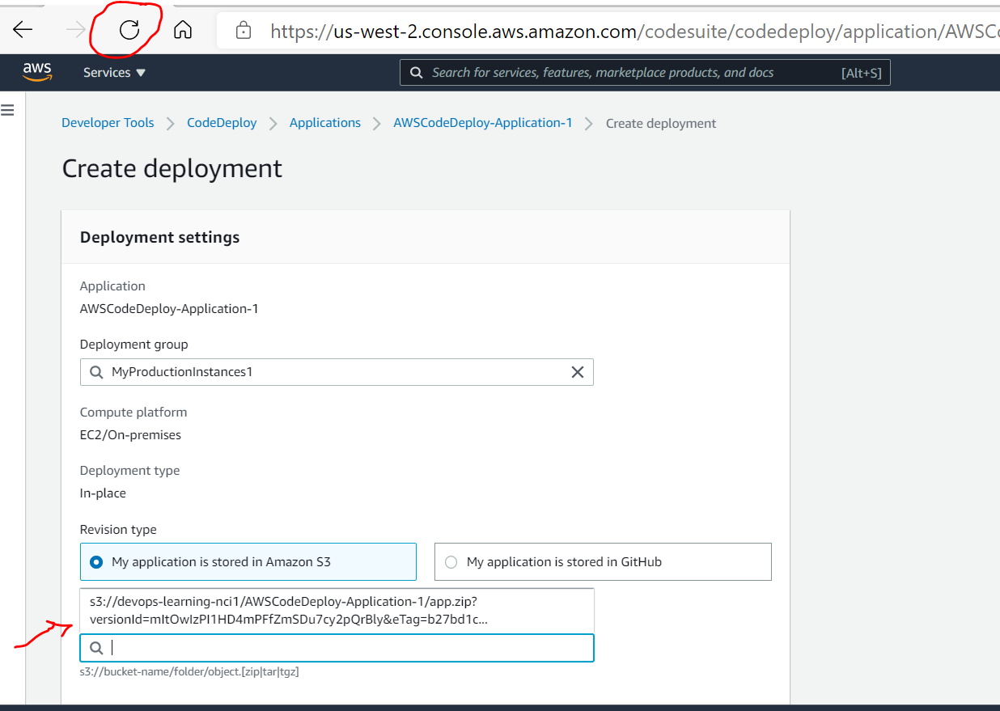 https://us-west-2.console.aws.amazon.com/codesuite/codedeploy/application/AWSCo
aws
Services
Search for services, features, marketplace products, and docs [Alt+S]
Developer Tools
CodeDeploy
Applications
AWSCodeDeploy-Application-1
Create deployment
Create deployment
Deployment settings
Application
AWSCodeDeploy-Application-1
Deployment group
MyProductionInstances1
Compute platform
EC2/On-premises
Deployment type
In-place
Revision type
My application is stored in Amazon S3
My application is stored in GitHub
s3://devops-learning-nci1/AWSCodeDeploy-Application-1/app.zip?
versionId=mItOwIzPI1HD4mPFfZmSDu7cy2pQrBly&eTag=b27bd1c...
s3://bucket-name/folder/object.[zip|tar|tgz]